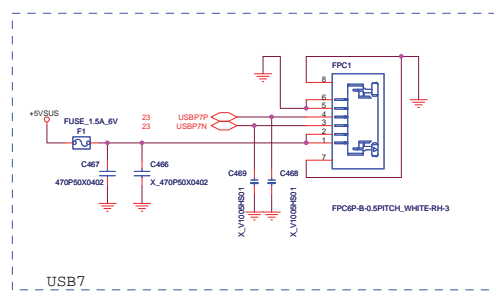 FPC1
8
+5VSUS
FUSE_1.5A_6V
F1
23 USBP7P
23 USBP7N
6
5
4
3
2
1
7
C467
470P50X0402
C466
X_470P50X0402
C469
X_V1005HS01
C468
X_V1005HS01
FPC6P-B-0.5PITCH_WHITE-RH-3
USB7